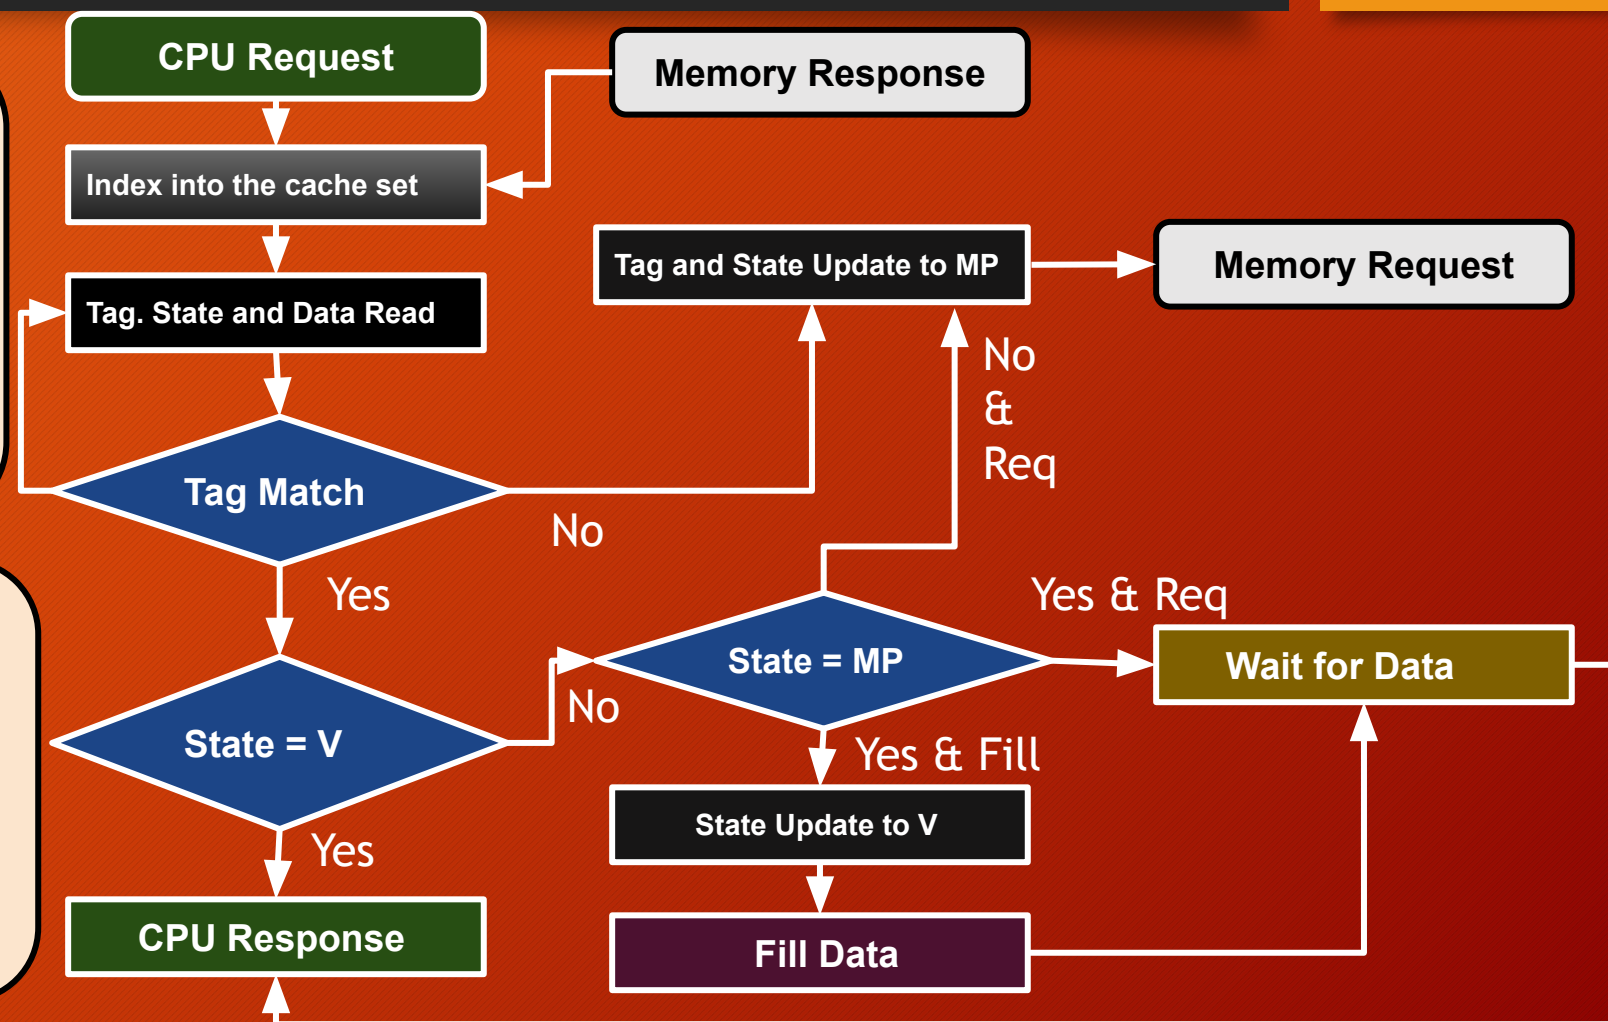 CPU Request
Memory Response
Index into the cache set
Tag and State Update to MP
Memory Request
Tag. State and Data Read
No
&
Req
Tag Match
No
Yes
Yes & Req
State = MP
Wait for Data
No
State = V
Yes & Fill
State Update to V
Yes
CPU Response
Fill Data